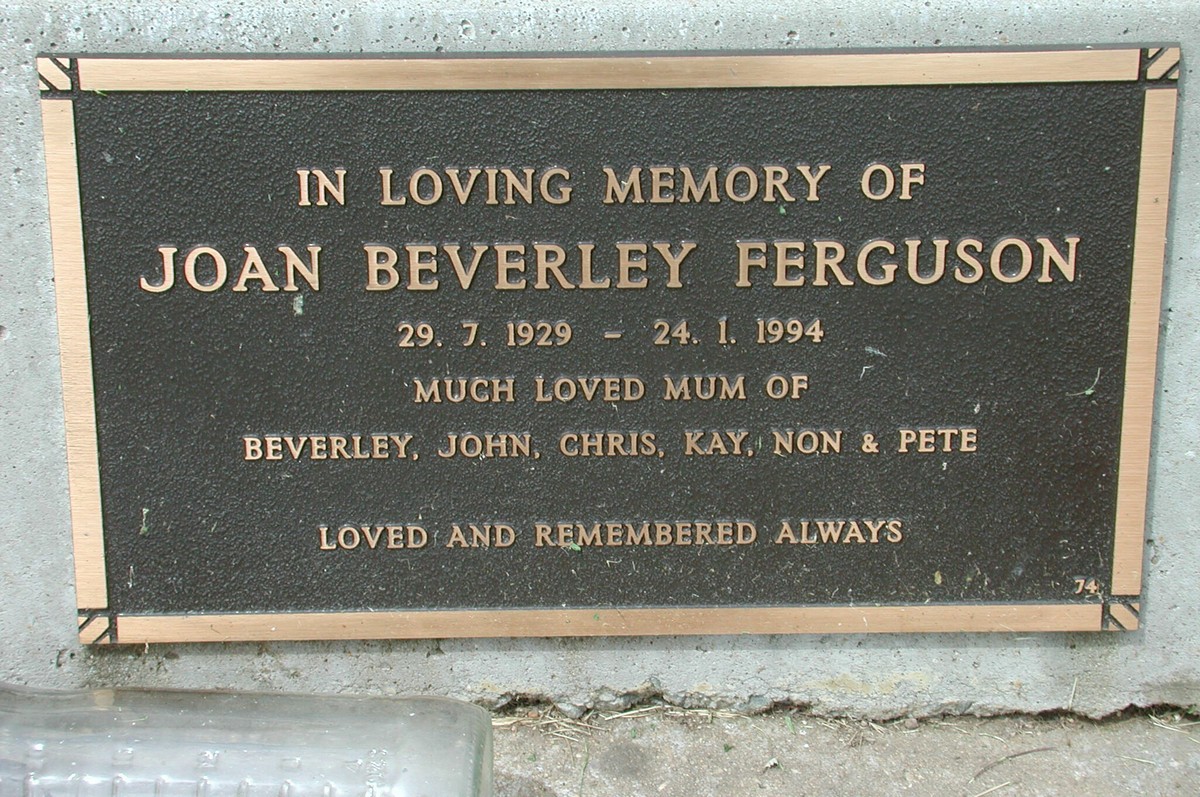 IN LOVING MEMORY OF
JOAN BEVERLEY FERGUSON
29. 7. 1929 – 24. 1. 1994
MUCH LOVED MUM OF
BEVERLEY, JOHN, CHRIS, KAY, NON & PETE
LOVED AND REMEMBERED ALWAYS
74